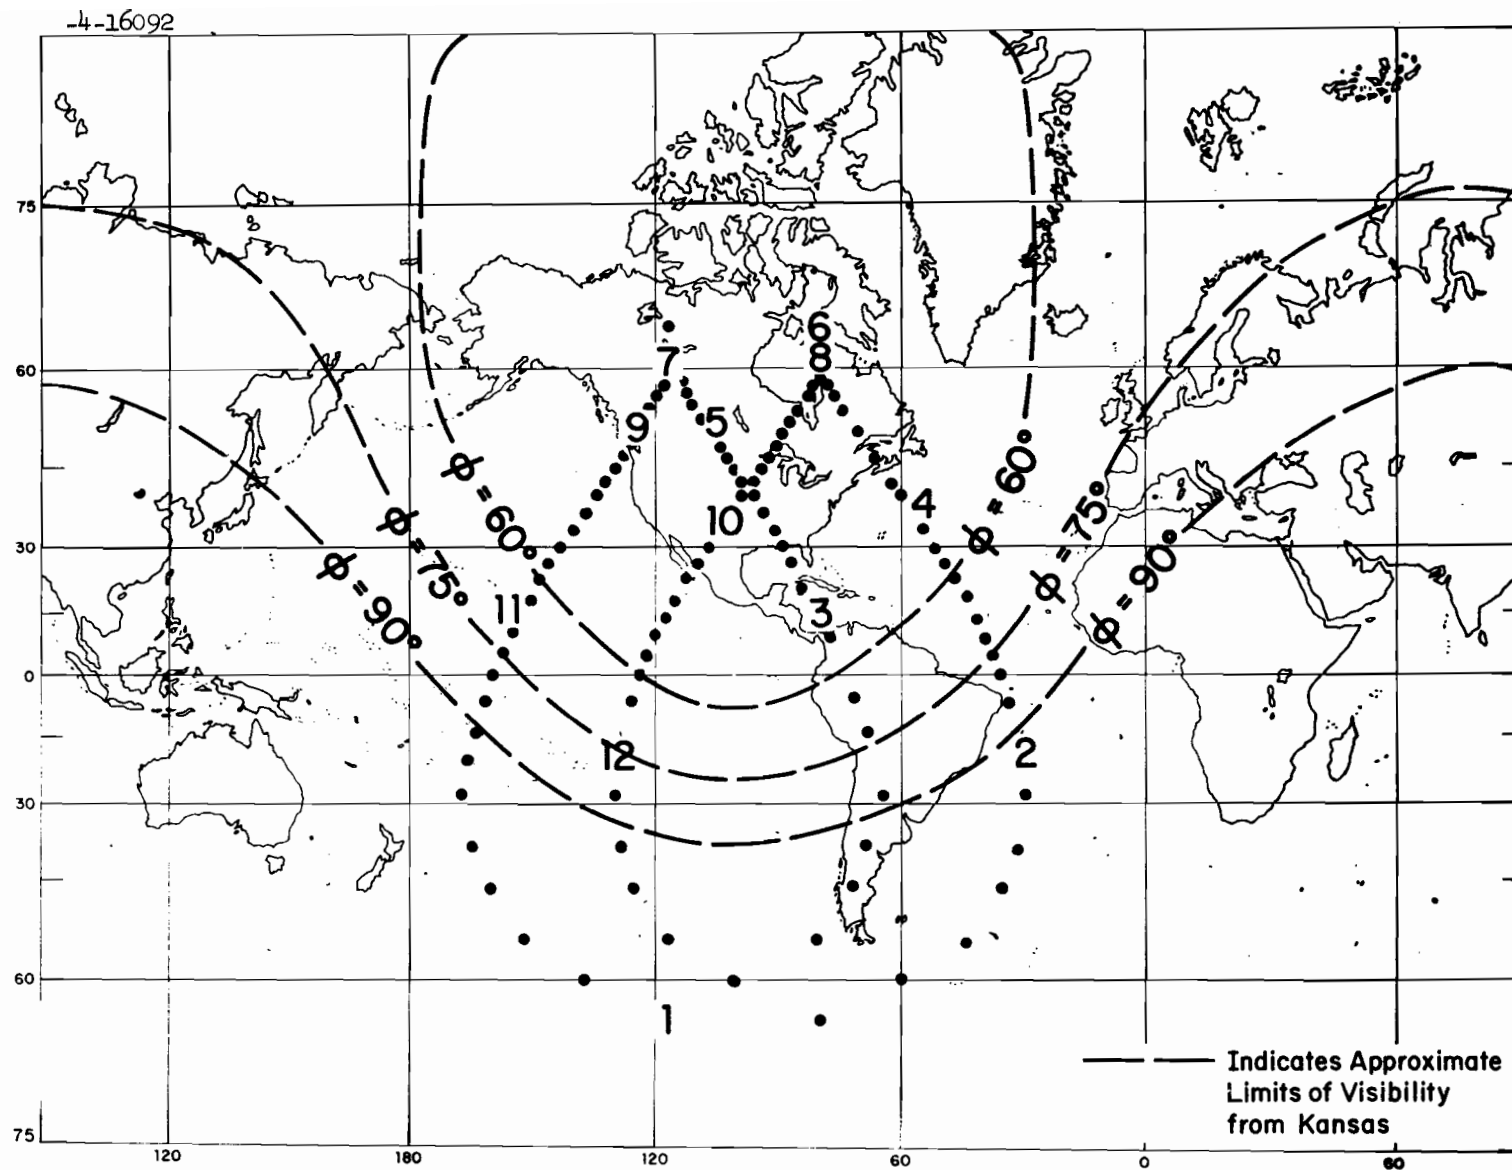 -4-16092
75
60
30
0
30
60
75
120
180
120
60
0
60
6
8
7
9
5
4
10
11
3
12
2
1
ϕ = 60°
ϕ = 75°
ϕ = 90°
ϕ = 60°
ϕ = 75°
ϕ = 90°
Indicates Approximate
Limits of Visibility
from Kansas